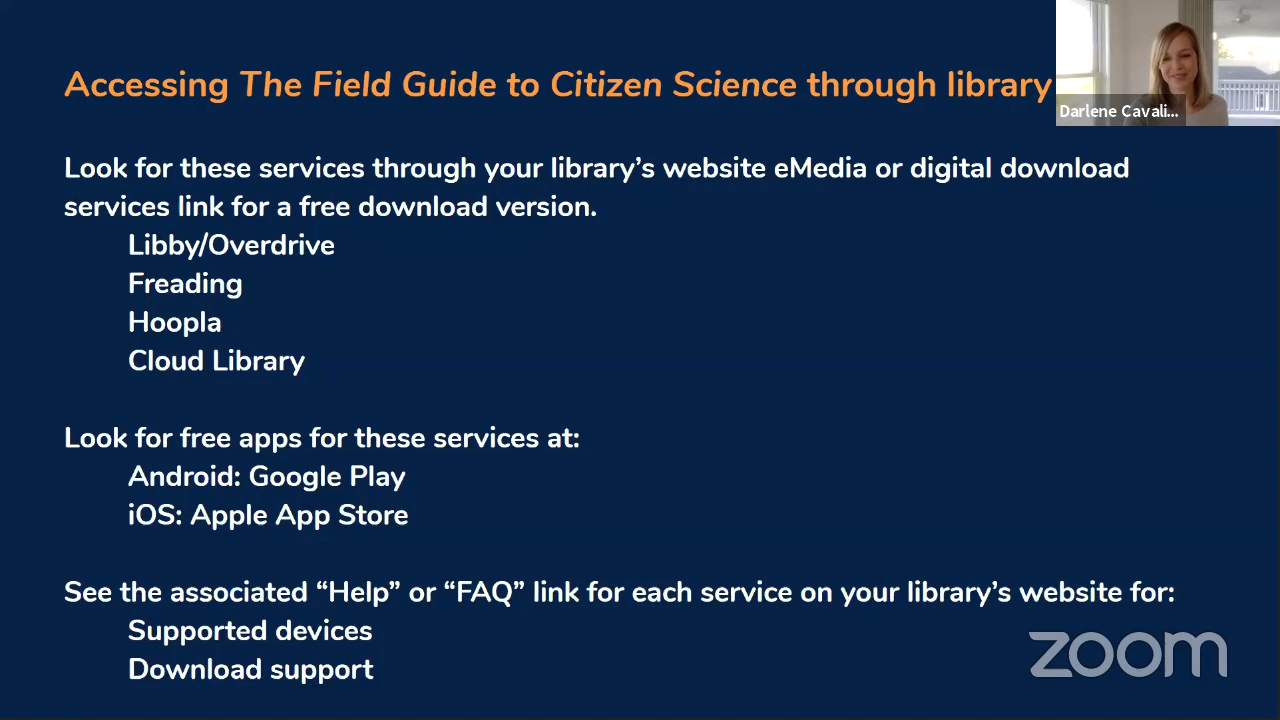 Accessing The Field Guide to Citizen Science through library
Darlene Cavali...
Look for these services through your library’s website eMedia or digital download
services link for a free download version.
Libby/Overdrive
Freading
Hoopla
Cloud Library
Look for free apps for these services at:
Android: Google Play
iOS: Apple App Store
See the associated “Help” or “FAQ” link for each service on your library’s website for:
Supported devices
Download support
zoom